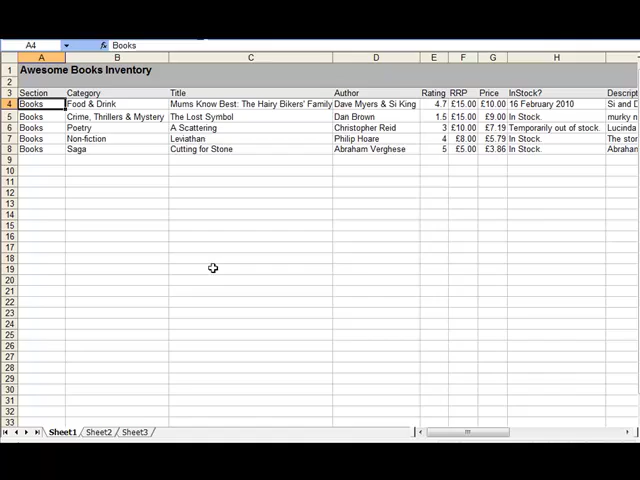 A4 fx Books
A B C D E F G H
1 Awesome Books Inventory
2
3 Section Category Title Author Rating RRP Price InStock? Descript
4 Books Food & Drink Mums Know Best: The Hairy Bikers' Family Dave Myers & Si King 4.7 £15.00 £10.00 16 February 2010 Si and D
5 Books Crime, Thrillers & Mystery The Lost Symbol Dan Brown 1.5 £15.00 £9.00 In Stock. murky n
6 Books Poetry A Scattering Christopher Reid 3 £10.00 £7.19 Temporarily out of stock. Lucinda
7 Books Non-fiction Leviathan Philip Hoare 4 £8.00 £5.79 In Stock. The stor
8 Books Saga Cutting for Stone Abraham Verghese 5 £5.00 £3.86 In Stock. Abrahan
9
10
11
12
13
14
15
16
17
18
19
20
21
22
23
24
25
26
27
28
29
30
31
32
33
Sheet1 Sheet2 Sheet3